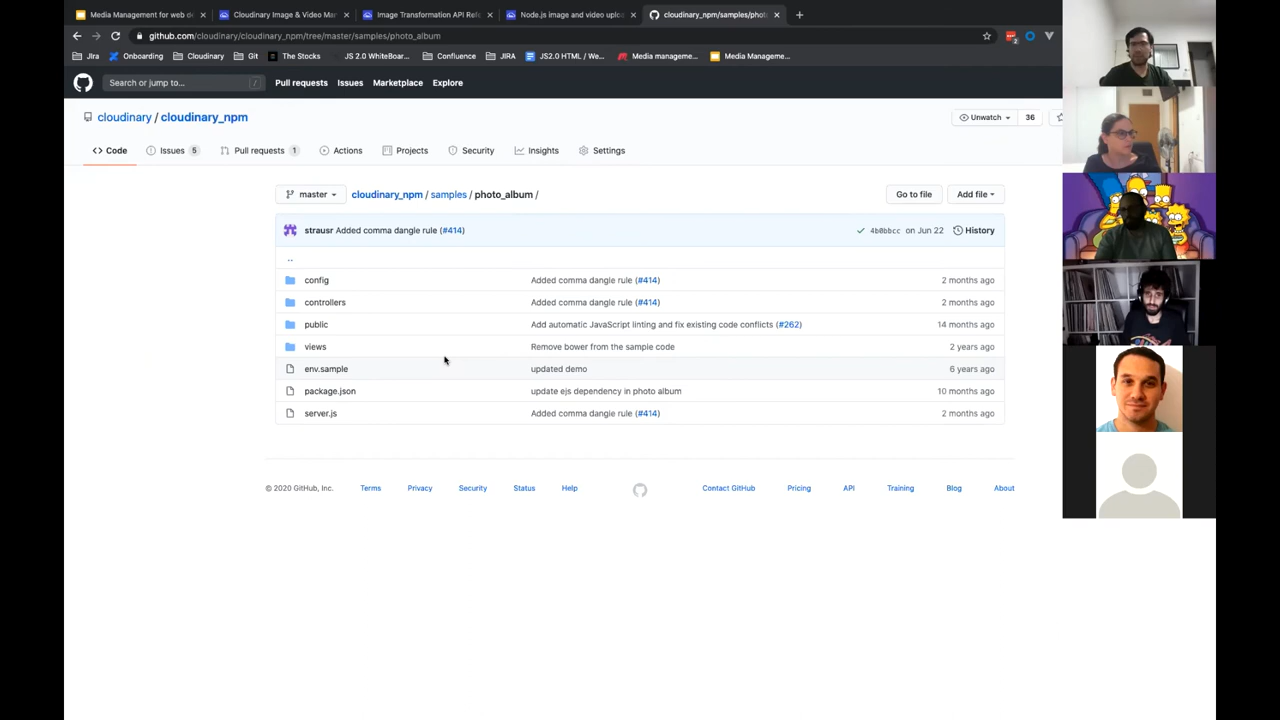 Media Management for web de
Cloudinary Image & Video Man
Image Transformation API Refe
Node.js image and video uploa
cloudinary_npm/samples/photo
github.com/cloudinary/cloudinary_npm/tree/master/samples/photo_album
Jira
Onboarding
Cloudinary
Git
The Stocks
JS 2.0 WhiteBoar...
Confluence
JIRA
JS2.0 HTML / We...
Media manageme...
Media Manageme...
Search or jump to...
/
Pull requests
Issues
Marketplace
Explore
cloudinary / cloudinary_npm
Unwatch
36
Code
Issues 5
Pull requests 1
Actions
Projects
Security
Insights
Settings
master
cloudinary_npm / samples / photo_album /
Go to file
Add file
strausr Added comma dangle rule (#414)
4b0bbcc on Jun 22
History
..
config Added comma dangle rule (#414) 2 months ago
controllers Added comma dangle rule (#414) 2 months ago
public Add automatic JavaScript linting and fix existing code conflicts (#262) 14 months ago
views Remove bower from the sample code 2 years ago
env.sample updated demo 6 years ago
package.json update ejs dependency in photo album 10 months ago
server.js Added comma dangle rule (#414) 2 months ago
© 2020 GitHub, Inc.
Terms
Privacy
Security
Status
Help
Contact GitHub
Pricing
API
Training
Blog
About